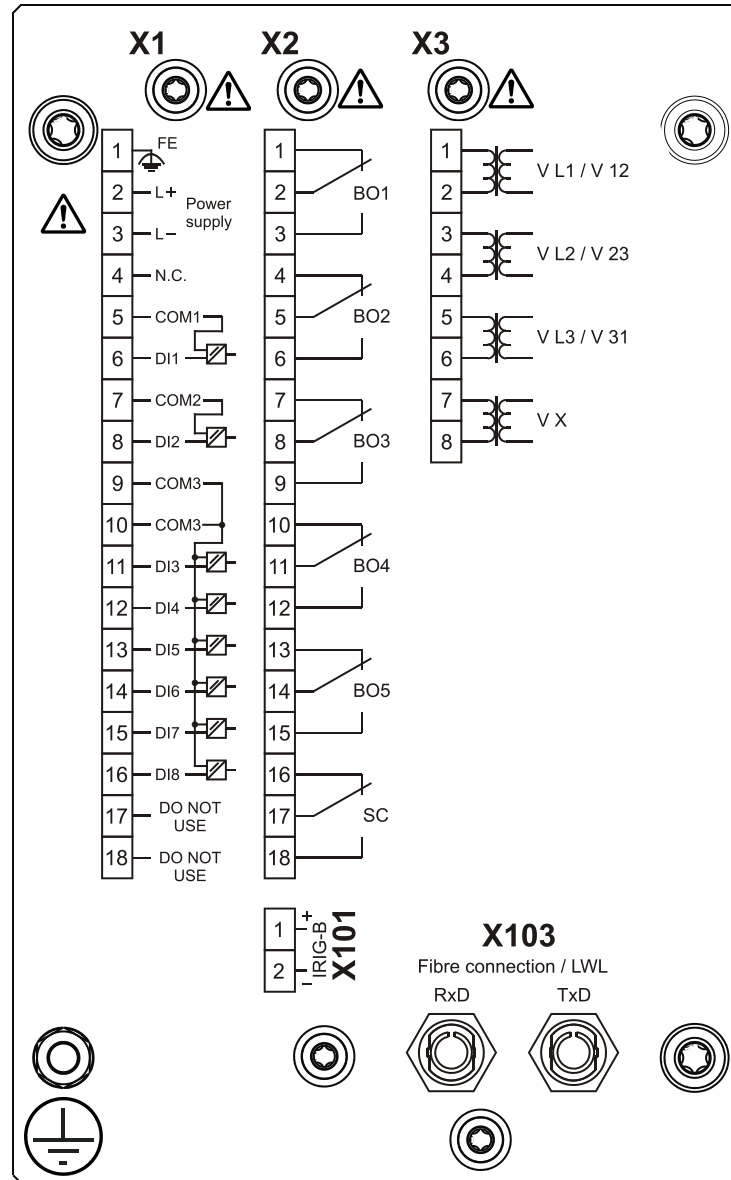 X1 X2 X3
1 FE
2 L+
Power
supply
3 L−
4 N.C.
5 COM1
6 DI1
7 COM2
8 DI2
9 COM3
10 COM3
11 DI3
12 DI4
13 DI5
14 DI6
15 DI7
16 DI8
17 DO NOT
USE
18 DO NOT
USE
1
2 BO1
3
4
5 BO2
6
7
8 BO3
9
10
11 BO4
12
13
14 BO5
15
16
17 SC
18
1
2
V L1 / V 12
3
4
V L2 / V 23
5
6
V L3 / V 31
7
8
V X
1 +
2 −
IRIG-B
X101
X103
Fibre connection / LWL
RxD TxD